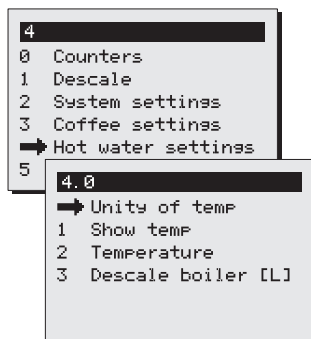 4
0 Counters
1 Descale
2 System settings
3 Coffee settings
Hot water settings
5
4.0
Unity of temp
1 Show temp
2 Temperature
3 Descale boiler [L]